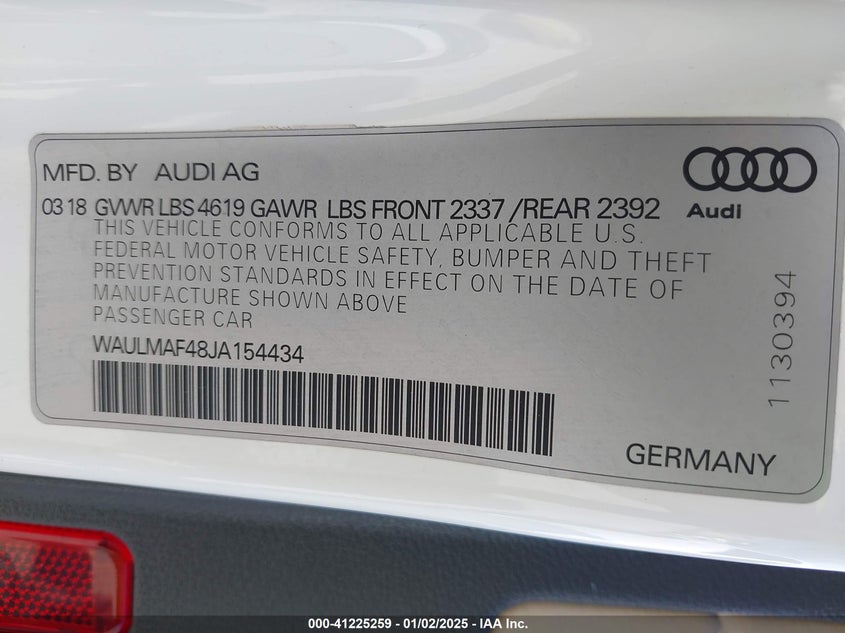 MFD. BY AUDI AG
Audi
03 18 GVWR LBS 4619 GAWR LBS FRONT 2337 /REAR 2392
THIS VEHICLE CONFORMS TO ALL APPLICABLE U.S.
FEDERAL MOTOR VEHICLE SAFETY, BUMPER AND THEFT
PREVENTION STANDARDS IN EFFECT ON THE DATE OF
MANUFACTURE SHOWN ABOVE
PASSENGER CAR
WAULMAF48JA154434
1130394
GERMANY
000-41225259 - 01/02/2025 - IAA Inc.